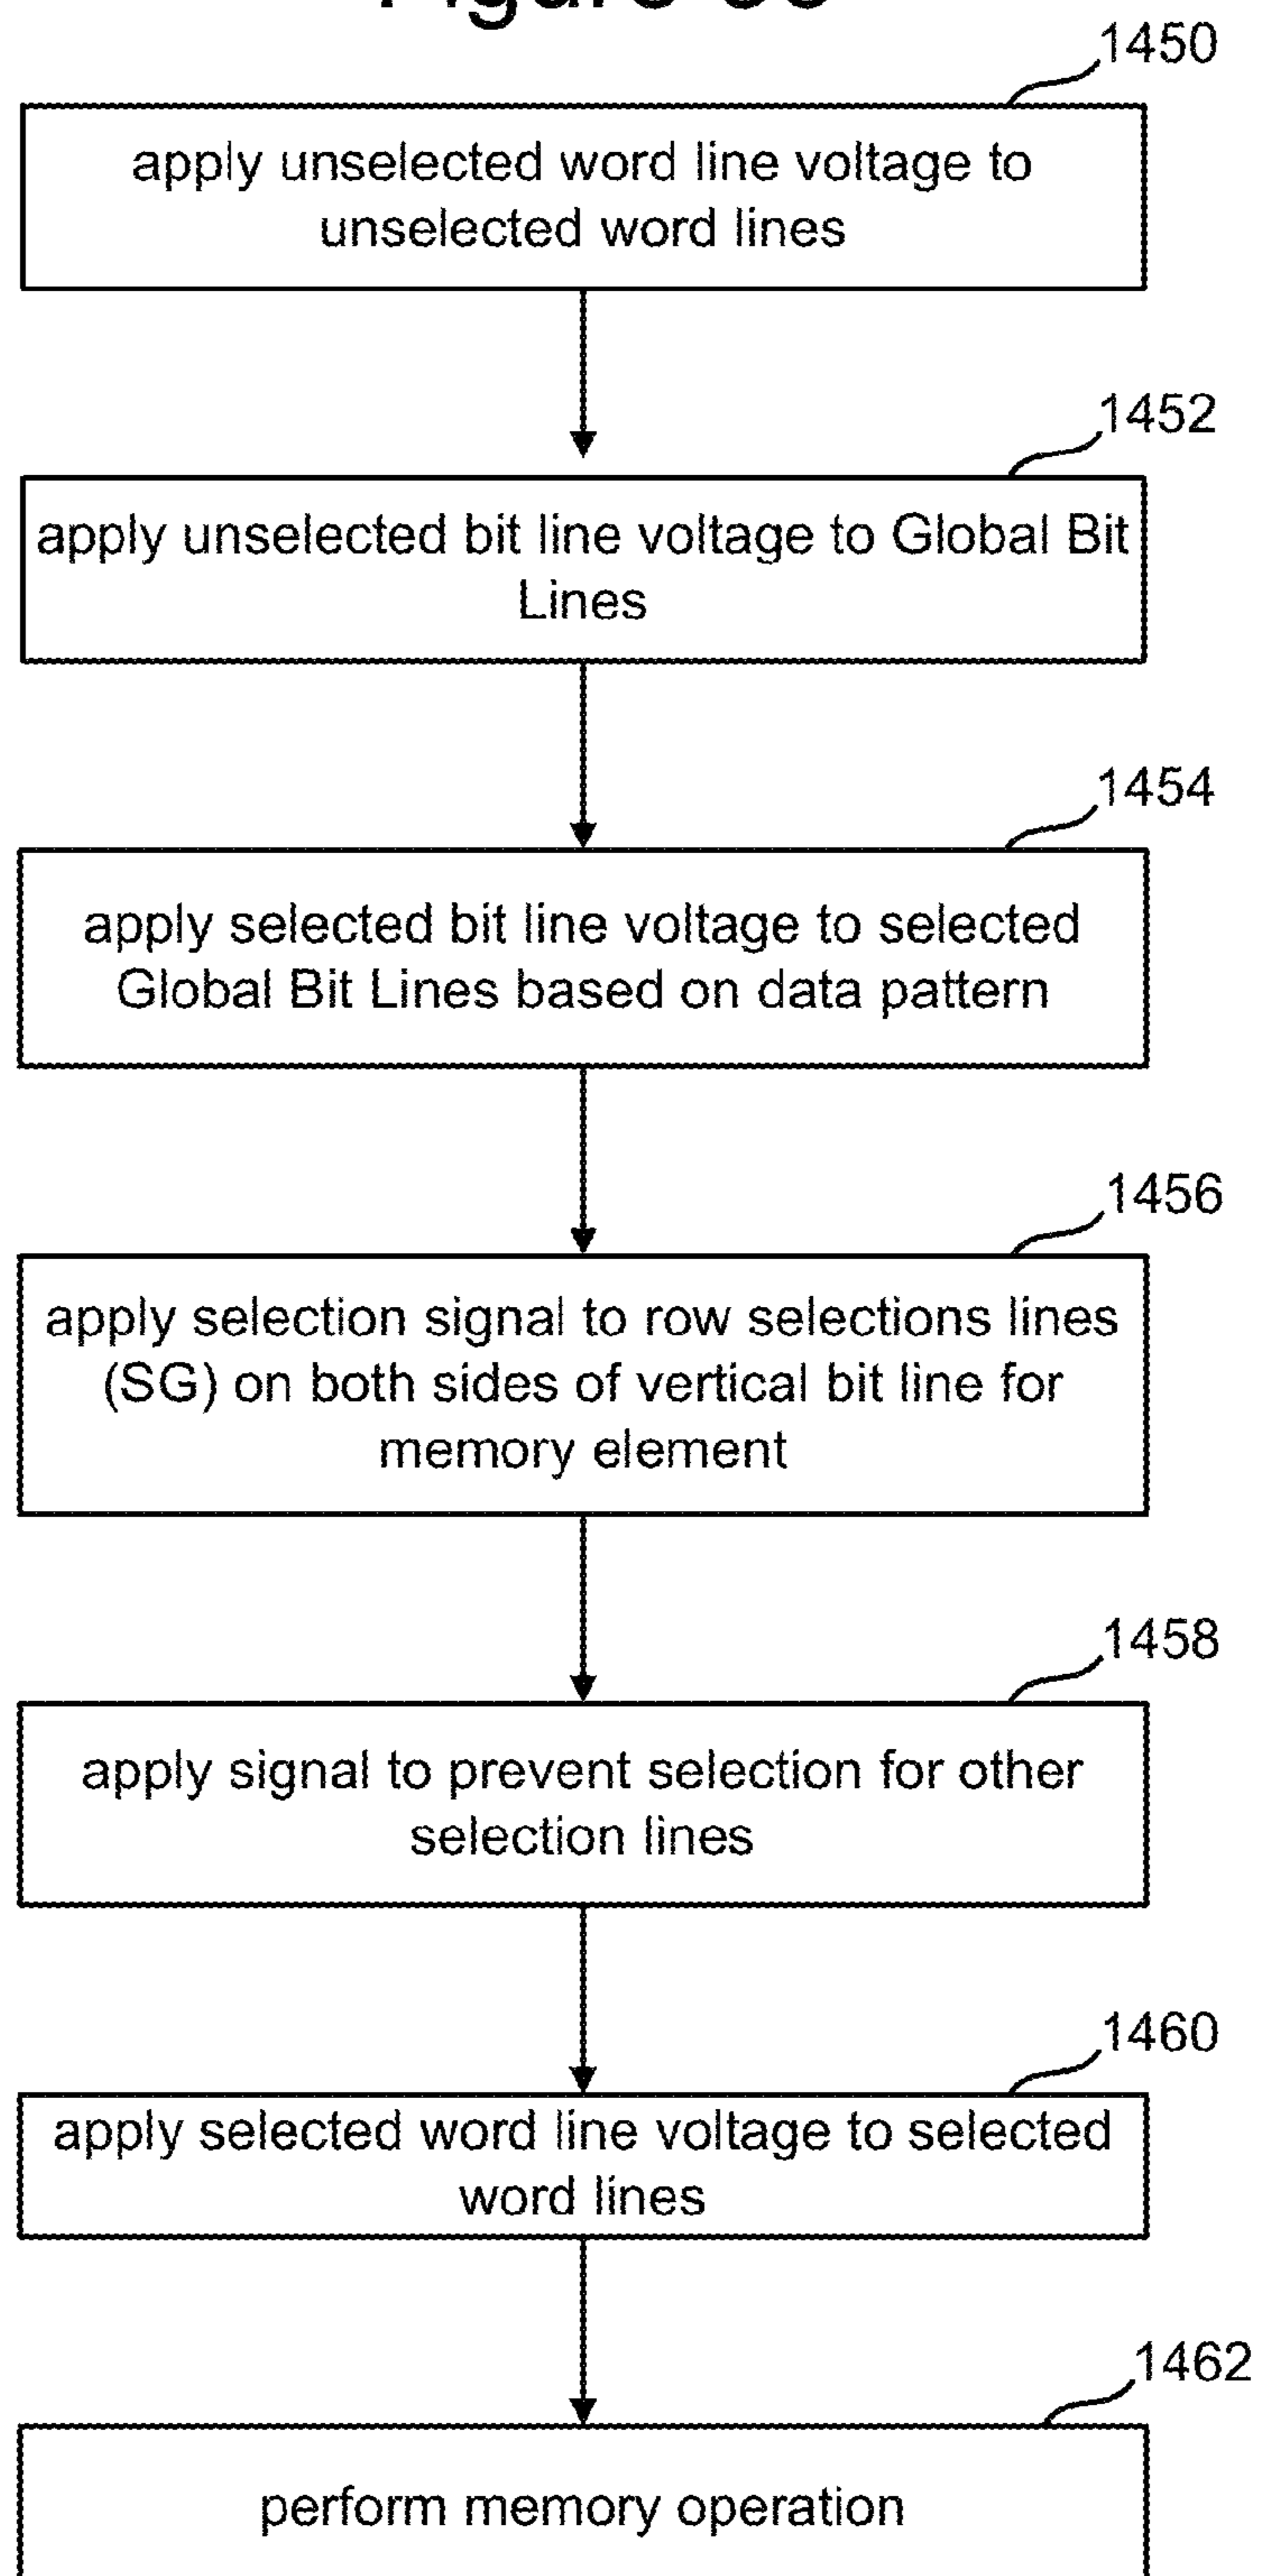 Figure
1450
apply unselected word line voltage to
unselected word lines
1452
apply unselected bit line voltage to Global Bit
Lines
1454
apply selected bit line voltage to selected
Global Bit Lines based on data pattern
1456
apply selection signal to row selections lines
(SG) on both sides of vertical bit line for
memory element
1458
apply signal to prevent selection for other
selection lines
1460
apply selected word line voltage to selected
word lines
1462
perform memory operation